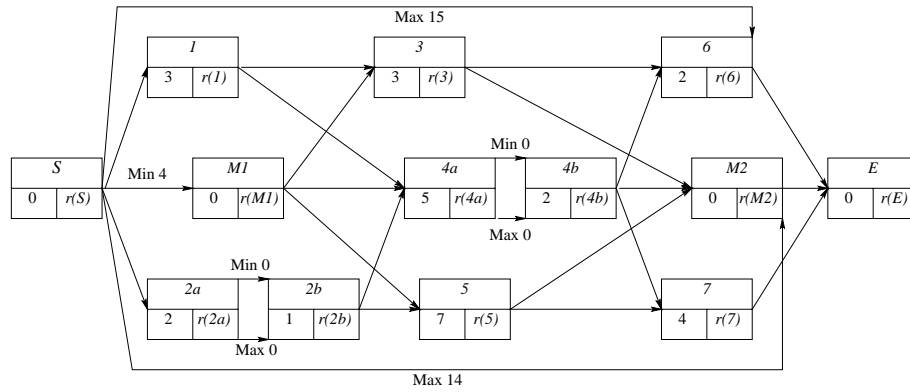 Max 15
1
3 r(1)
3
3 r(3)
6
2 r(6)
S
0 r(S)
Min 4
M1
0 r(M1)
4a
5 r(4a)
Min 0
Max 0
4b
2 r(4b)
M2
0 r(M2)
E
0 r(E)
2a
2 r(2a)
Min 0
Max 0
2b
1 r(2b)
5
7 r(5)
7
4 r(7)
Max 14